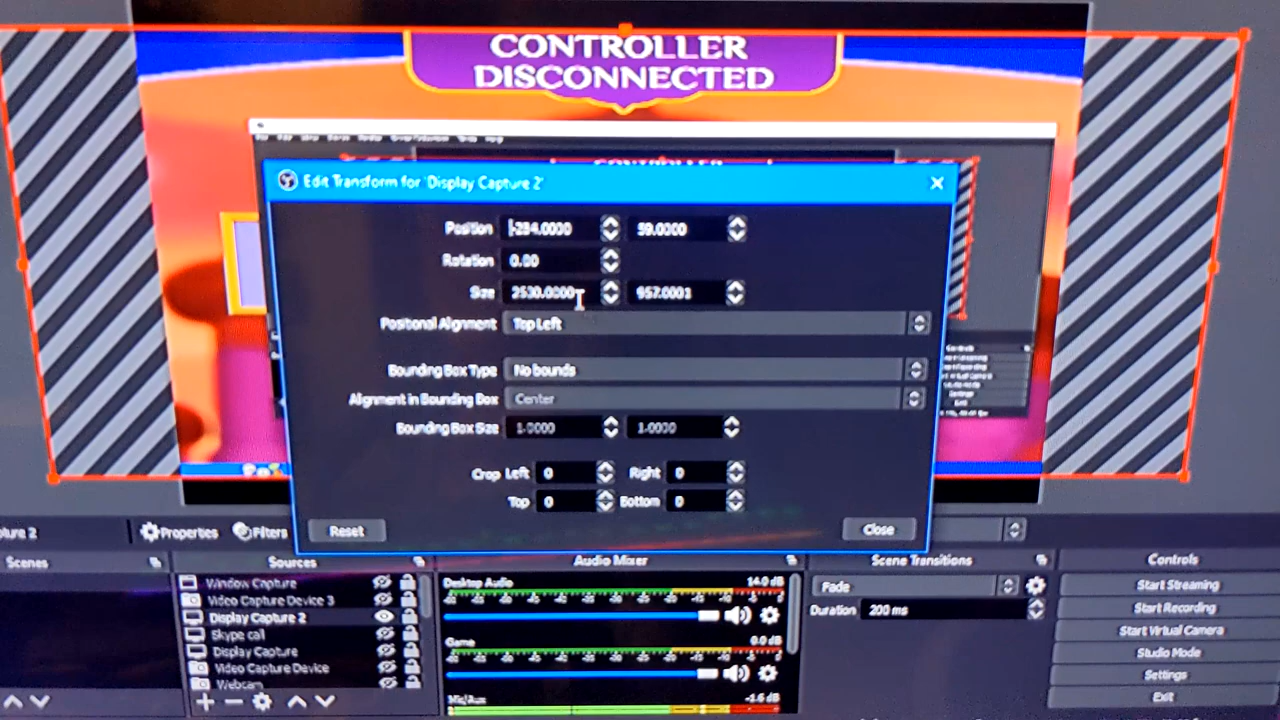 CONTROLLER
DISCONNECTED
Edit Transform for 'Display Capture 2'
Position -284.0000 59.0000
Rotation 0.00
Size 2530.0000 957.0001
Positional Alignment Top Left
Bounding Box Type No bounds
Alignment in Bounding Box Center
Bounding Box Size 1.0000 1.0000
Crop Left 0 Right 0
Top 0 Bottom 0
Reset Close
Properties Filters
Scenes Sources Audio Mixer Scene Transitions Controls
Window Capture
Video Capture Device 3
Display Capture 2
Skype call
Display Capture
Video Capture Device
Webcam
Desktop Audio 14.0 dB
Game 0.0 dB
Mic/Aux -1.6 dB
Fade
Duration 200 ms
Start Streaming
Start Recording
Start Virtual Camera
Studio Mode
Settings
Exit